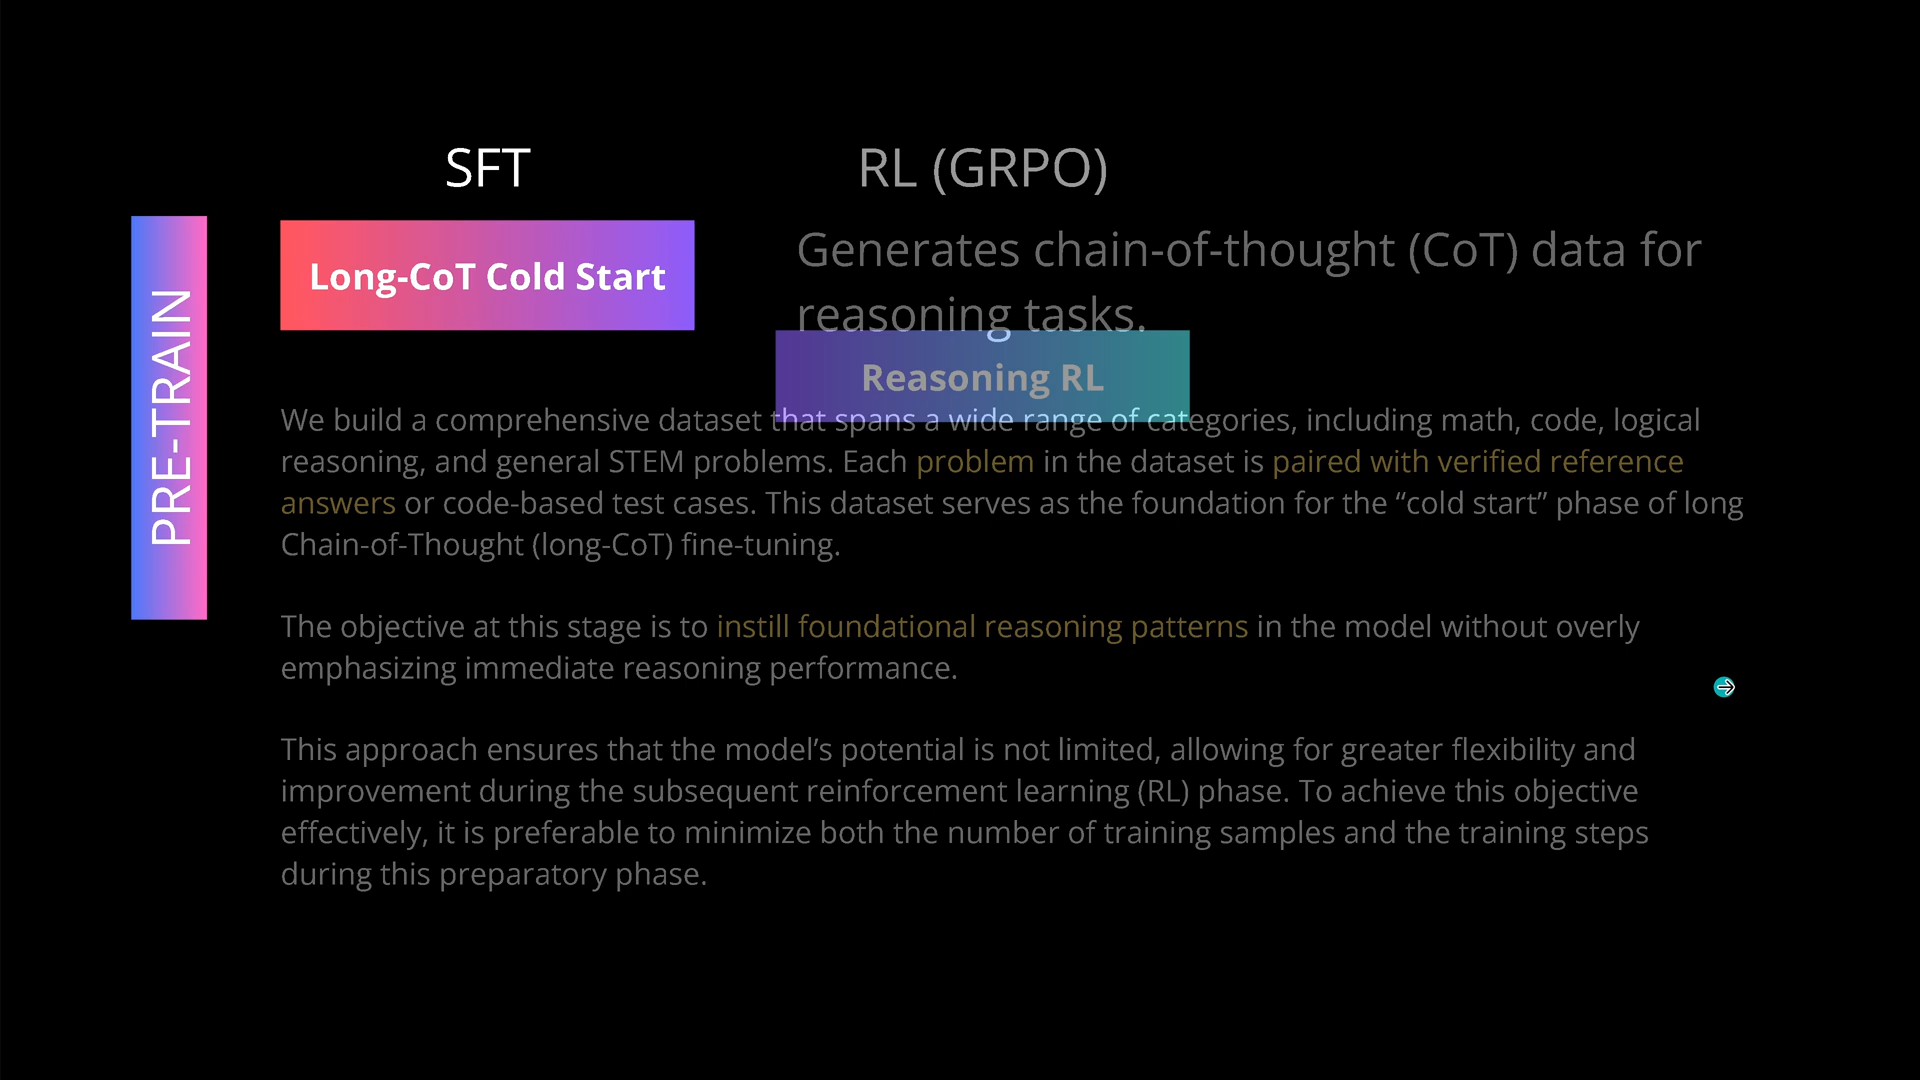 SFT
RL (GRPO)
PRE-TRAIN
Long-CoT Cold Start
Generates chain-of-thought (CoT) data for
reasoning tasks.
Reasoning RL
We build a comprehensive dataset that spans a wide range of categories, including math, code, logical
reasoning, and general STEM problems. Each problem in the dataset is paired with verified reference
answers or code-based test cases. This dataset serves as the foundation for the “cold start” phase of long
Chain-of-Thought (long-CoT) fine-tuning.
The objective at this stage is to instill foundational reasoning patterns in the model without overly
emphasizing immediate reasoning performance.
This approach ensures that the model’s potential is not limited, allowing for greater flexibility and
improvement during the subsequent reinforcement learning (RL) phase. To achieve this objective
effectively, it is preferable to minimize both the number of training samples and the training steps
during this preparatory phase.